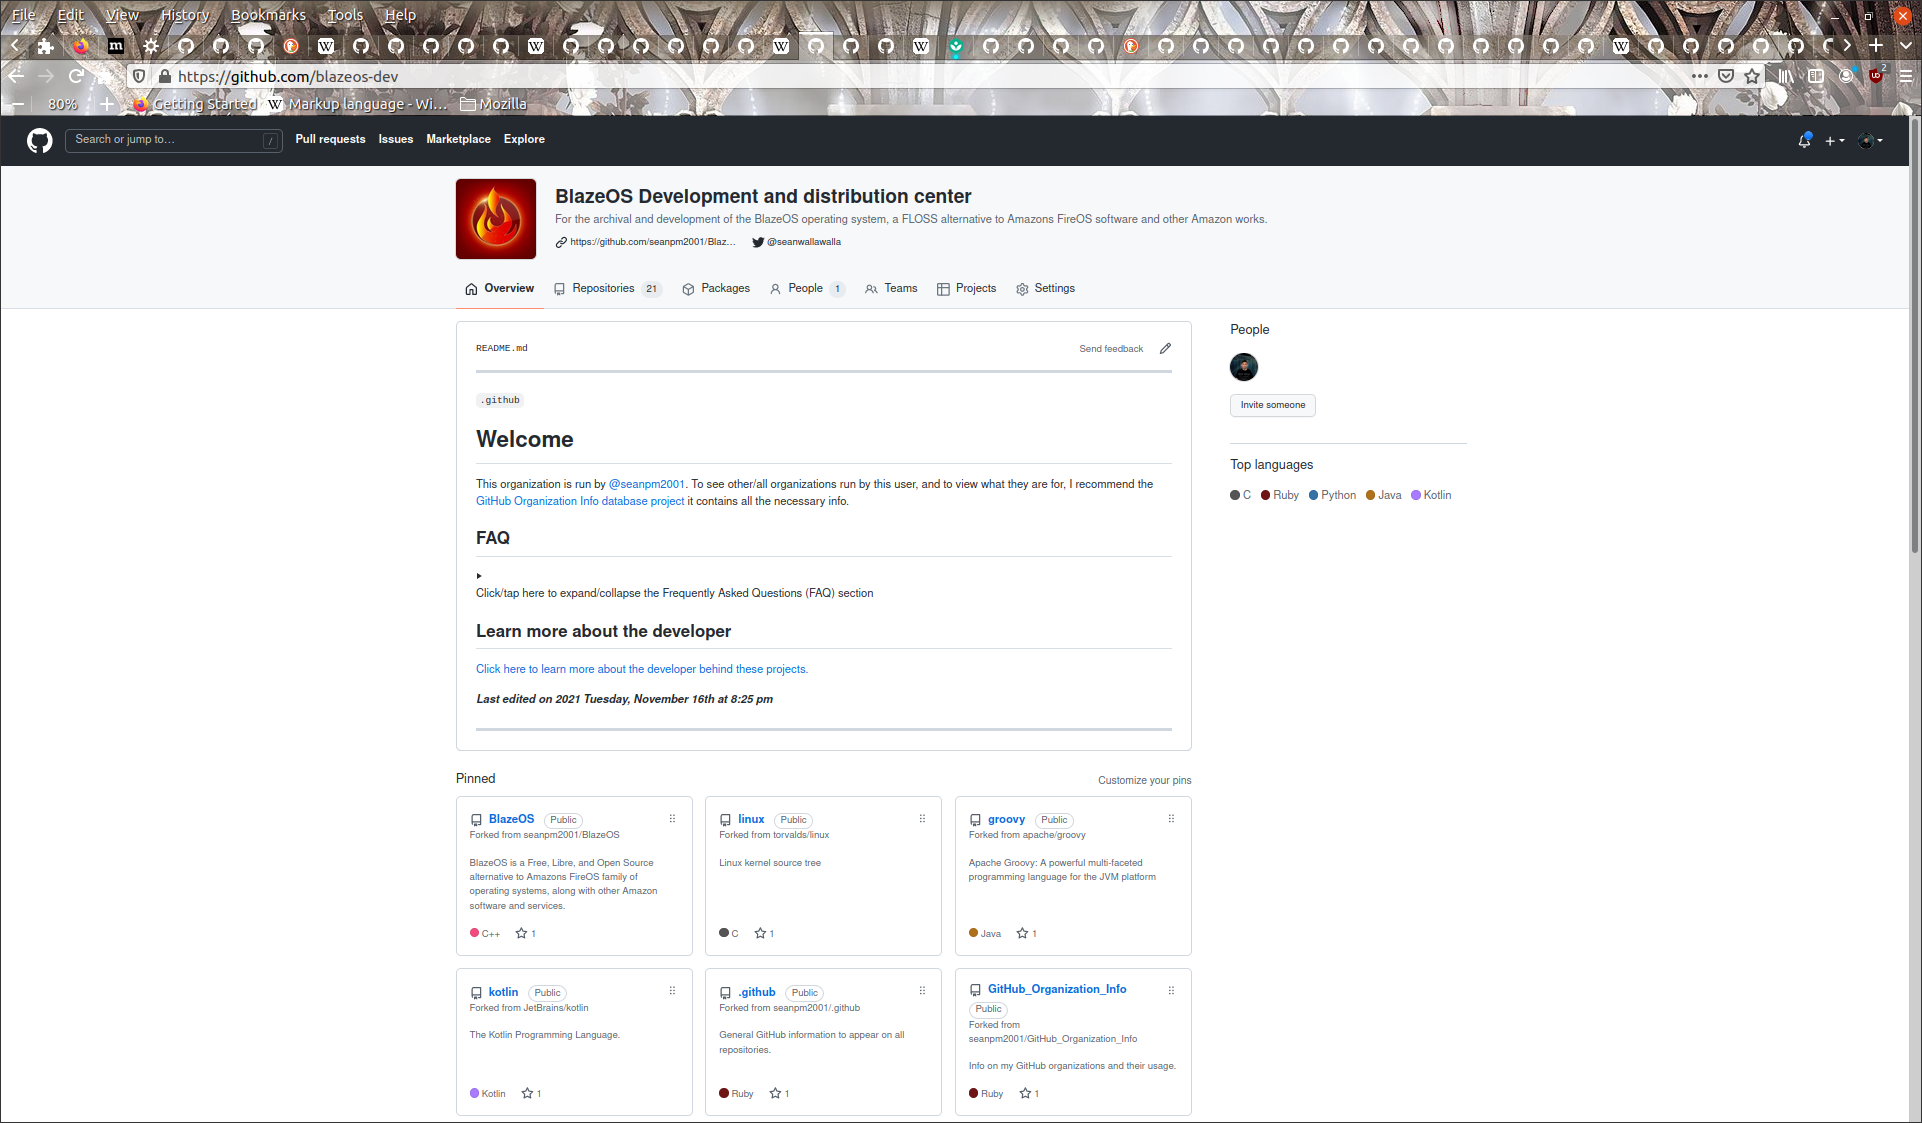 File Edit View History Bookmarks Tools Help
https://github.com/blazeos-dev
2
80% Getting Started Markup language - Wi... Mozilla
Search or jump to... / Pull requests Issues Marketplace Explore
BlazeOS Development and distribution center
For the archival and development of the BlazeOS operating system, a FLOSS alternative to Amazons FireOS software and other Amazon works.
https://github.com/seanpm2001/Blaz... @seanwallawalla
Overview Repositories 21 Packages People 1 Teams Projects Settings
README.md Send feedback
.github
Welcome
This organization is run by @seanpm2001. To see other/all organizations run by this user, and to view what they are for, I recommend the
GitHub Organization Info database project it contains all the necessary info.
FAQ
Click/tap here to expand/collapse the Frequently Asked Questions (FAQ) section
Learn more about the developer
Click here to learn more about the developer behind these projects.
Last edited on 2021 Tuesday, November 16th at 8:25 pm
People
Invite someone
Top languages
C Ruby Python Java Kotlin
Pinned Customize your pins
BlazeOS Public
Forked from seanpm2001/BlazeOS
BlazeOS is a Free, Libre, and Open Source
alternative to Amazons FireOS family of
operating systems, along with other Amazon
software and services.
C++ 1
linux Public
Forked from torvalds/linux
Linux kernel source tree
C 1
groovy Public
Forked from apache/groovy
Apache Groovy: A powerful multi-faceted
programming language for the JVM platform
Java 1
kotlin Public
Forked from JetBrains/kotlin
The Kotlin Programming Language.
Kotlin 1
.github Public
Forked from seanpm2001/.github
General GitHub information to appear on all
repositories.
Ruby 1
GitHub_Organization_Info
Public
Forked from
seanpm2001/GitHub_Organization_Info
Info on my GitHub organizations and their usage.
Ruby 1